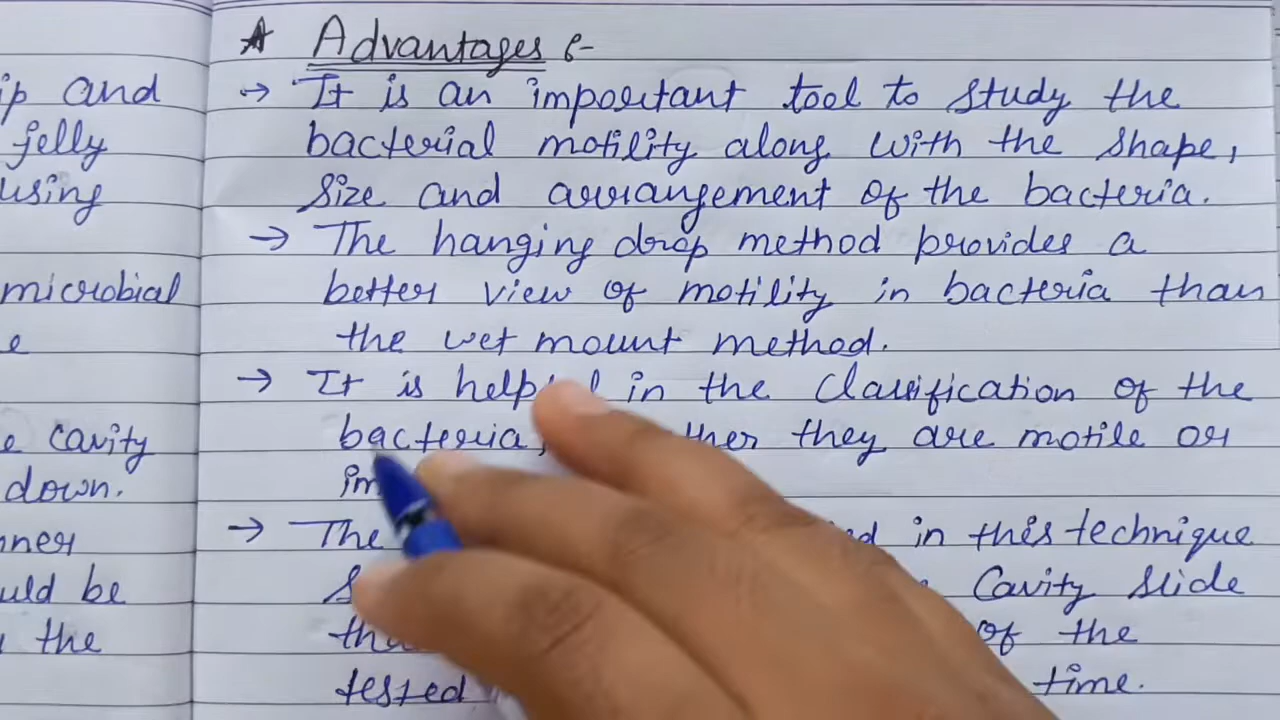 ip and
jelly
using
microbial
e
e cavity
down.
ner
uld be
the
Advantages :-
→ It is an important tool to study the
bacterial motility along with the shape,
size and arrangement of the bacteria.
→ The hanging drop method provides a
better view of motility in bacteria than
the wet mount method.
→ It is in the classification of the
bacteria, they are motile or
→ The in this technique
Cavity slide
of the
tested time.